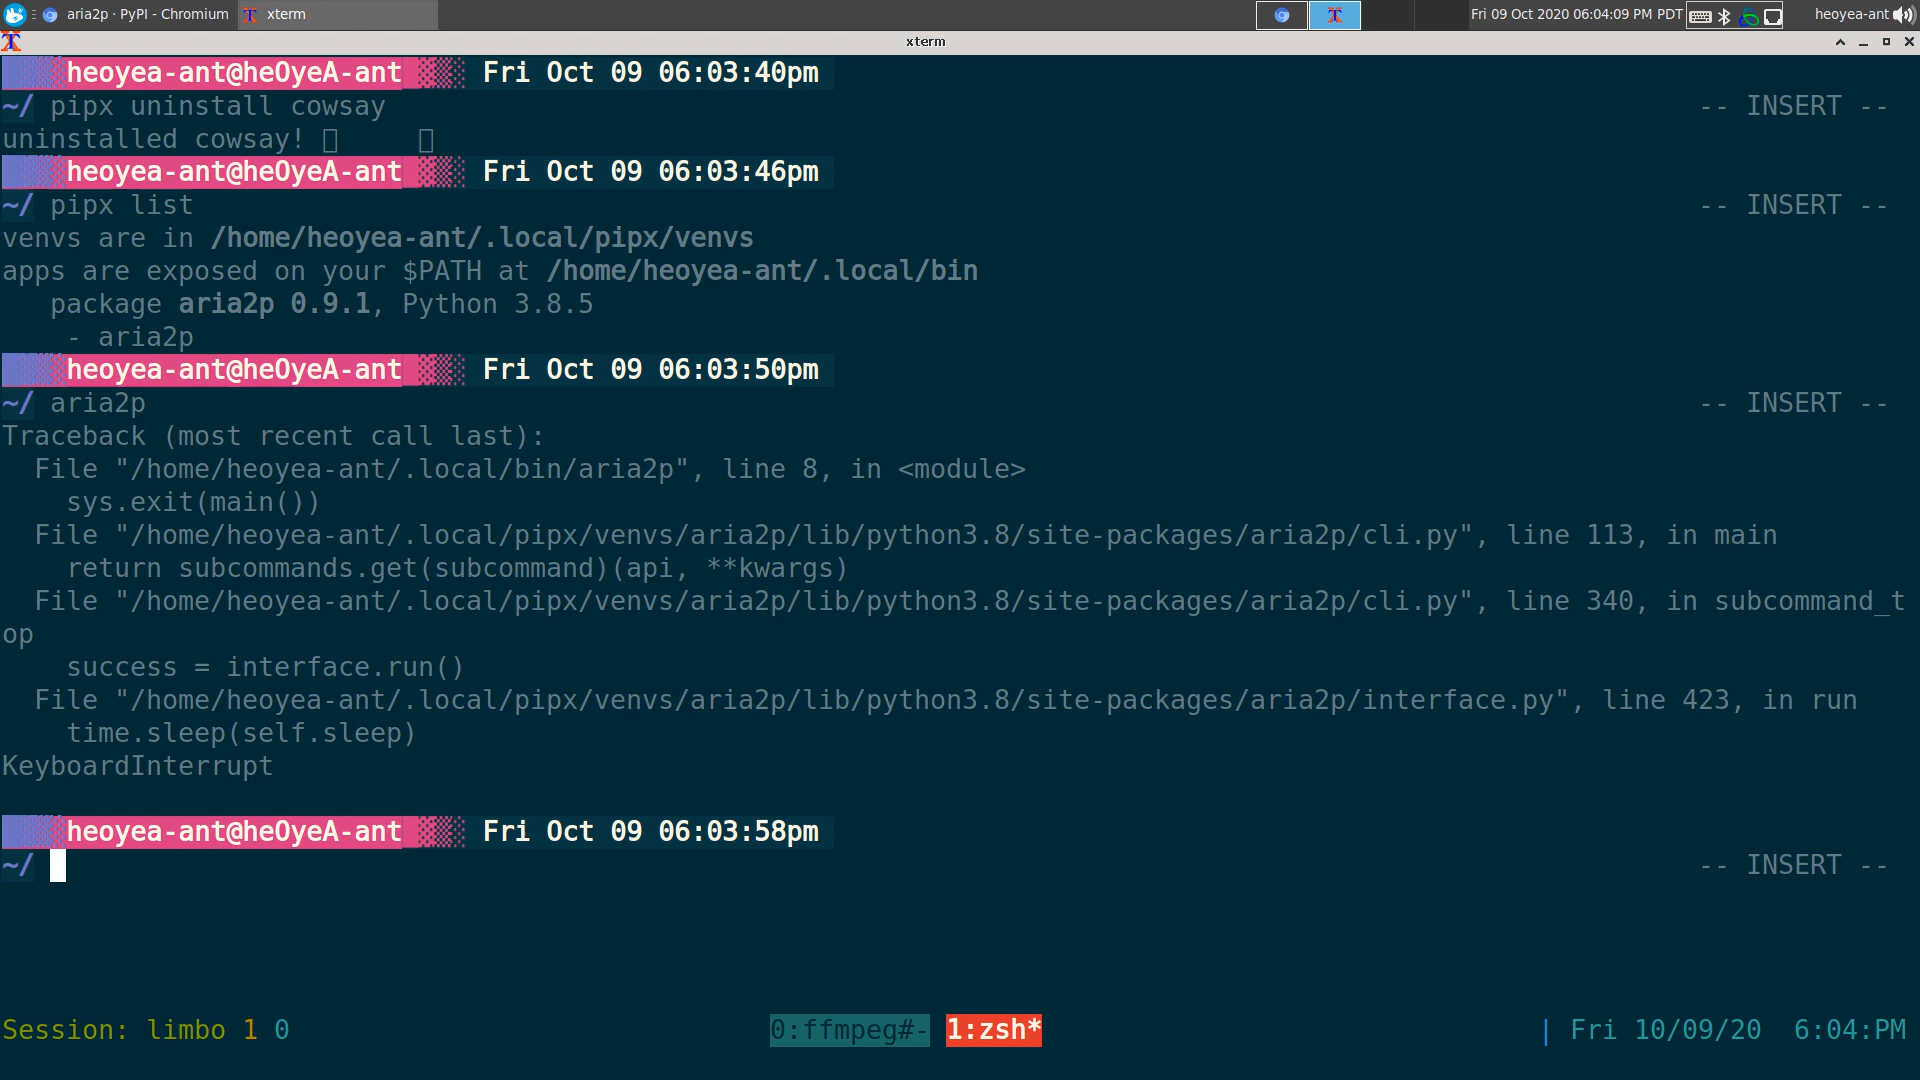 aria2p · PyPI - Chromium xterm Fri 09 Oct 2020 06:04:09 PM PDT heoyea-ant
xterm
heoyea-ant@heOyeA-ant Fri Oct 09 06:03:40pm
~/ pipx uninstall cowsay -- INSERT --
uninstalled cowsay!
heoyea-ant@heOyeA-ant Fri Oct 09 06:03:46pm
~/ pipx list -- INSERT --
venvs are in /home/heoyea-ant/.local/pipx/venvs
apps are exposed on your $PATH at /home/heoyea-ant/.local/bin
package aria2p 0.9.1, Python 3.8.5
- aria2p
heoyea-ant@heOyeA-ant Fri Oct 09 06:03:50pm
~/ aria2p -- INSERT --
Traceback (most recent call last):
File "/home/heoyea-ant/.local/bin/aria2p", line 8, in <module>
sys.exit(main())
File "/home/heoyea-ant/.local/pipx/venvs/aria2p/lib/python3.8/site-packages/aria2p/cli.py", line 113, in main
return subcommands.get(subcommand)(api, **kwargs)
File "/home/heoyea-ant/.local/pipx/venvs/aria2p/lib/python3.8/site-packages/aria2p/cli.py", line 340, in subcommand_t
op
success = interface.run()
File "/home/heoyea-ant/.local/pipx/venvs/aria2p/lib/python3.8/site-packages/aria2p/interface.py", line 423, in run
time.sleep(self.sleep)
KeyboardInterrupt
heoyea-ant@heOyeA-ant Fri Oct 09 06:03:58pm
~/ -- INSERT --
Session: limbo 1 0 0:ffmpeg#- 1:zsh* | Fri 10/09/20 6:04:PM